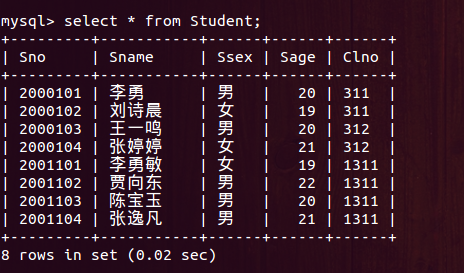 mysql> select * from Student;
+---------+-----------+------+------+------+
| Sno     | Sname     | Ssex | Sage | Clno |
+---------+-----------+------+------+------+
| 2000101 | 李勇      | 男   |   20 | 311  |
| 2000102 | 刘诗晨    | 女   |   19 | 311  |
| 2000103 | 王一鸣    | 男   |   20 | 312  |
| 2000104 | 张婷婷    | 女   |   21 | 312  |
| 2001101 | 李勇敏    | 女   |   19 | 1311 |
| 2001102 | 贾向东    | 男   |   22 | 1311 |
| 2001103 | 陈宝玉    | 男   |   20 | 1311 |
| 2001104 | 张逸凡    | 男   |   21 | 1311 |
+---------+-----------+------+------+------+
8 rows in set (0.02 sec)